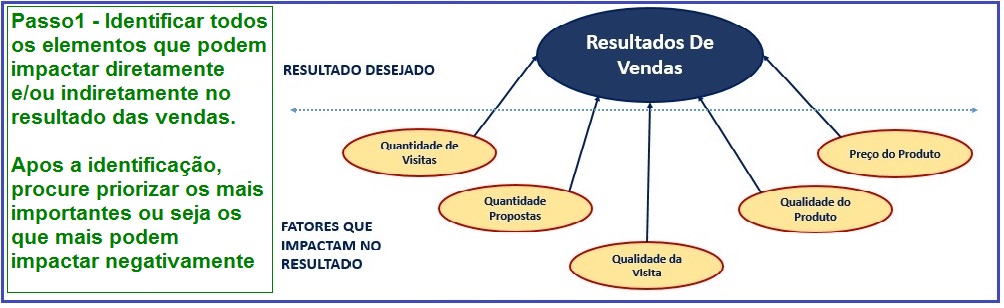 Passo1 - Identificar todos
os elementos que podem
impactar diretamente
e/ou indiretamente no
resultado das vendas.
Apos a identificação,
procure priorizar os mais
importantes ou seja os
que mais podem
impactar negativamente
Resultados De
Vendas
RESULTADO DESEJADO
Quantidade de
Visitas
Preço do Produto
Quantidade
Propostas
Qualidade do
Produto
FATORES QUE
IMPACTAM NO
RESULTADO
Qualidade da
Visita